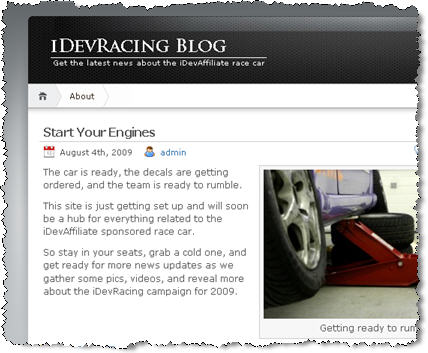 iDevRacing Blog
Get the latest news about the iDevAffiliate race car
About
Start Your Engines
August 4th, 2009 admin
The car is ready, the decals are getting
ordered, and the team is ready to rumble.
This site is just getting set up and will soon
be a hub for everything related to the
iDevAffiliate sponsored race car.
So stay in your seats, grab a cold one, and
get ready for more news updates as we
gather some pics, videos, and reveal more
about the iDevRacing campaign for 2009.
Getting ready to